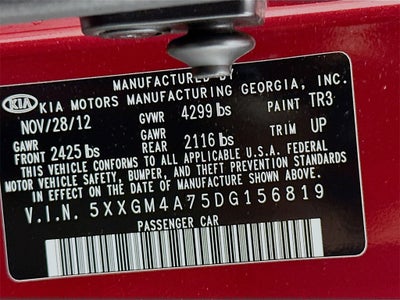 MANUFACTURED BY
KIA KIA MOTORS MANUFACTURING GEORGIA, INC.
NOV/28/12 GVWR 4299 lbs PAINT TR3
GAWR FRONT 2425 lbs GAWR REAR 2116 lbs TRIM UP
THIS VEHICLE CONFORMS TO ALL APPLICABLE U.S.A. FEDERAL
MOTOR VEHICLE SAFETY, BUMPER, AND THEFT PREVENTION
STANDARDS IN EFFECT ON THE DATE OF MANUFACTURE SHOWN ABOVE.
V.I.N. 5XXGM4A75DG156819
PASSENGER CAR